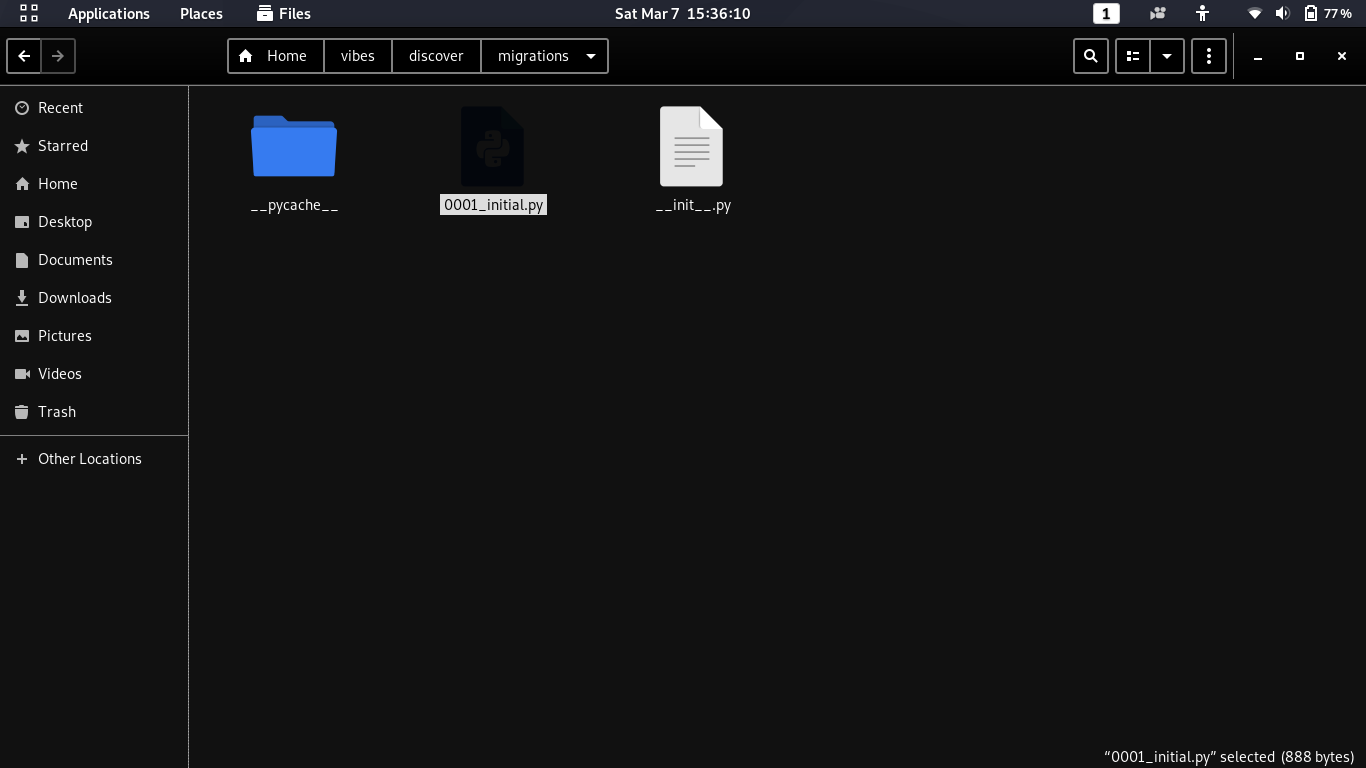 Applications Places Files Sat Mar 7 15:36:10 1 77 %
Home vibes discover migrations
Recent
Starred
Home
Desktop
Documents
Downloads
Pictures
Videos
Trash
Other Locations
__pycache__ 0001_initial.py __init__.py
“0001_initial.py” selected (888 bytes)